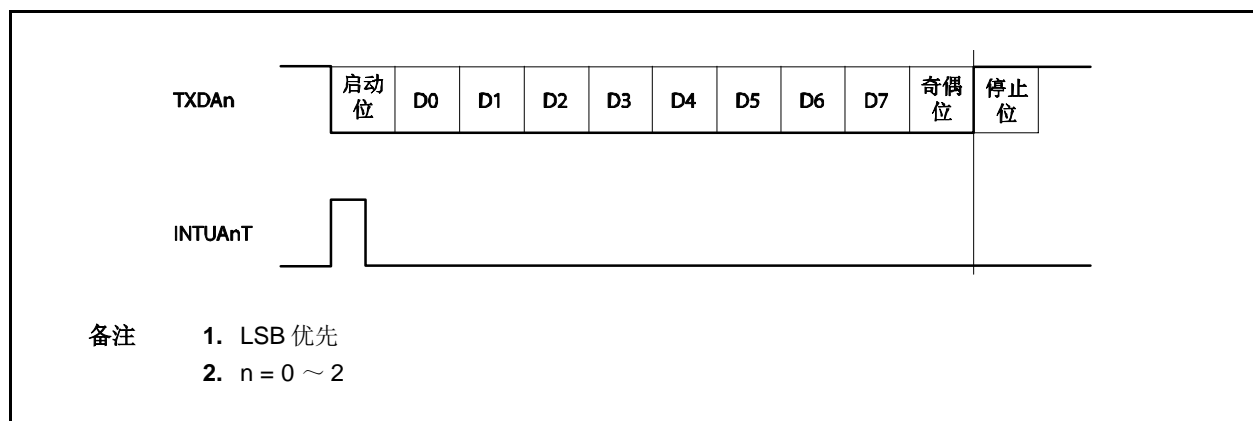 TXDAn 启动位 D0 D1 D2 D3 D4 D5 D6 D7 奇偶位 停止位
INTUAnT
备注 1. LSB 优先
2. n = 0 ～ 2